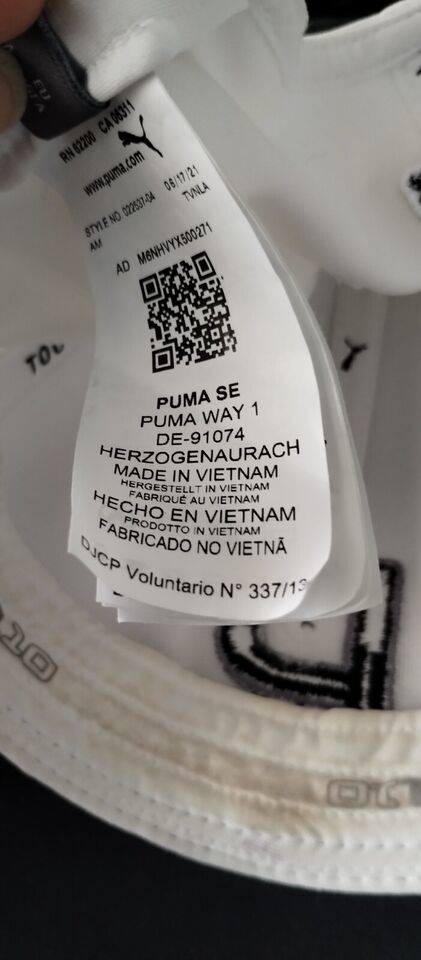 EU
RN 62200 CA 06311
www.puma.com
STYLE NO. 022537-04 05/17/21
AM TVNLA
AD M6NHVYX500271
PUMA SE
PUMA WAY 1
DE-91074
HERZOGENAURACH
MADE IN VIETNAM
HERGESTELLT IN VIETNAM
FABRIQUÉ AU VIETNAM
HECHO EN VIETNAM
PRODOTTO IN VIETNAM
FABRICADO NO VIETNÃ
DJCP Voluntario N° 337/13